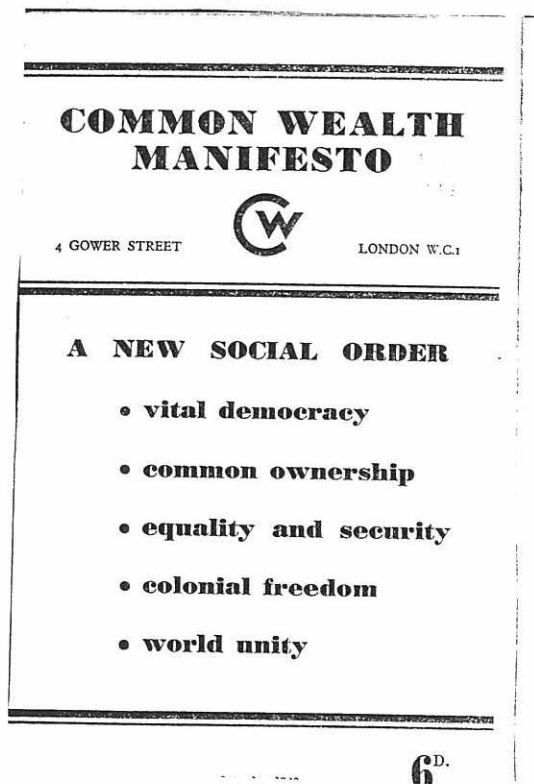 COMMON WEALTH
MANIFESTO
CW
4 GOWER STREET
LONDON W.C.1
A NEW SOCIAL ORDER
• vital democracy
• common ownership
• equality and security
• colonial freedom
• world unity
6D.